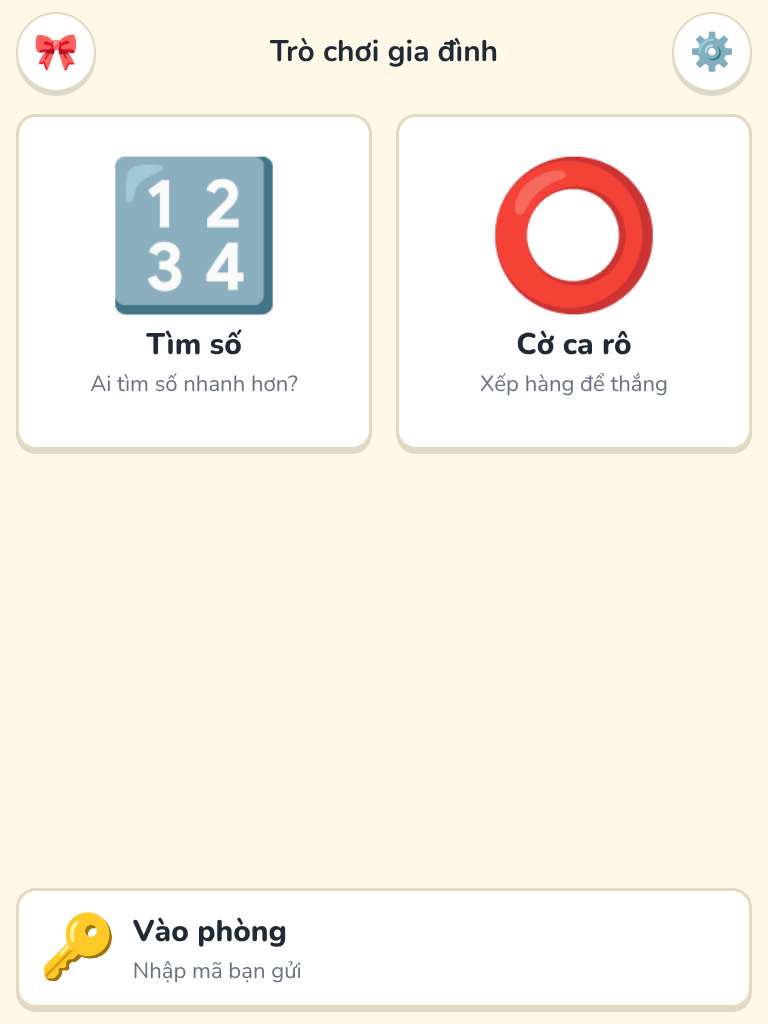 Trò chơi gia đình
1 2
3 4
Tìm số
Ai tìm số nhanh hơn?
Cờ ca rô
Xếp hàng để thắng
Vào phòng
Nhập mã bạn gửi